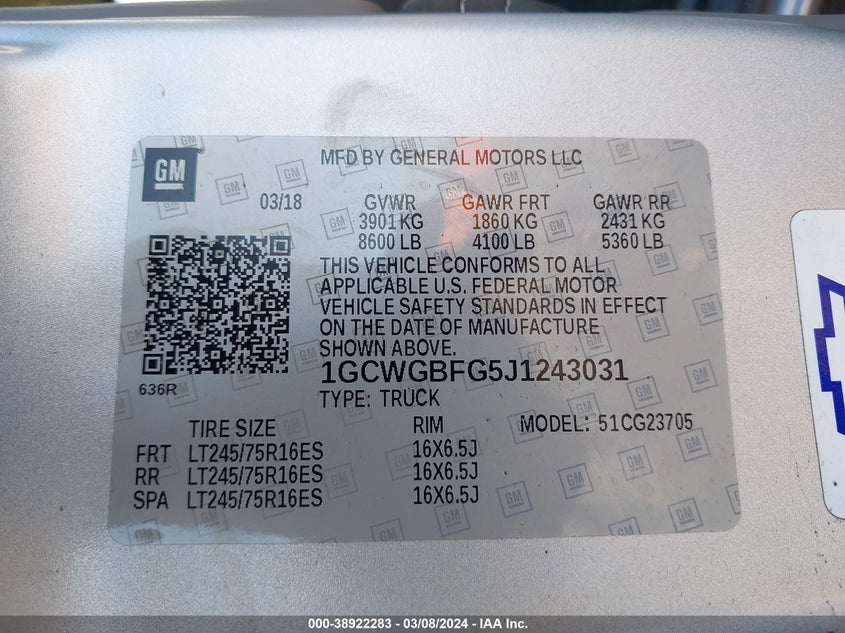 GM
MFD BY GENERAL MOTORS LLC
03/18 GVWR GAWR FRT GAWR RR
3901 KG 1860 KG 2431 KG
8600 LB 4100 LB 5360 LB
THIS VEHICLE CONFORMS TO ALL
APPLICABLE U.S. FEDERAL MOTOR
VEHICLE SAFETY STANDARDS IN EFFECT
ON THE DATE OF MANUFACTURE
SHOWN ABOVE.
1GCWGBFG5J1243031
636R
TYPE: TRUCK
TIRE SIZE RIM MODEL: 51CG23705
FRT LT245/75R16ES 16X6.5J
RR LT245/75R16ES 16X6.5J
SPA LT245/75R16ES 16X6.5J
000-38922283 - 03/08/2024 - IAA Inc.